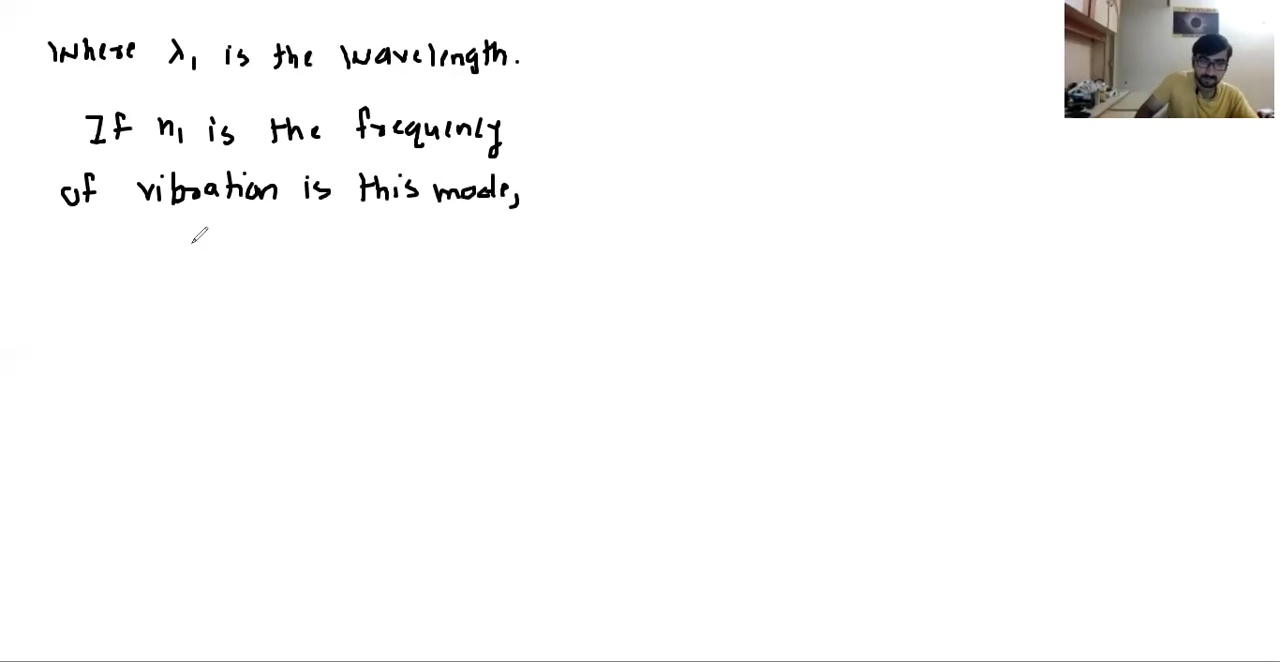 Where λ₁ is the wavelength.
If n₁ is the frequency
of vibration is this mode,